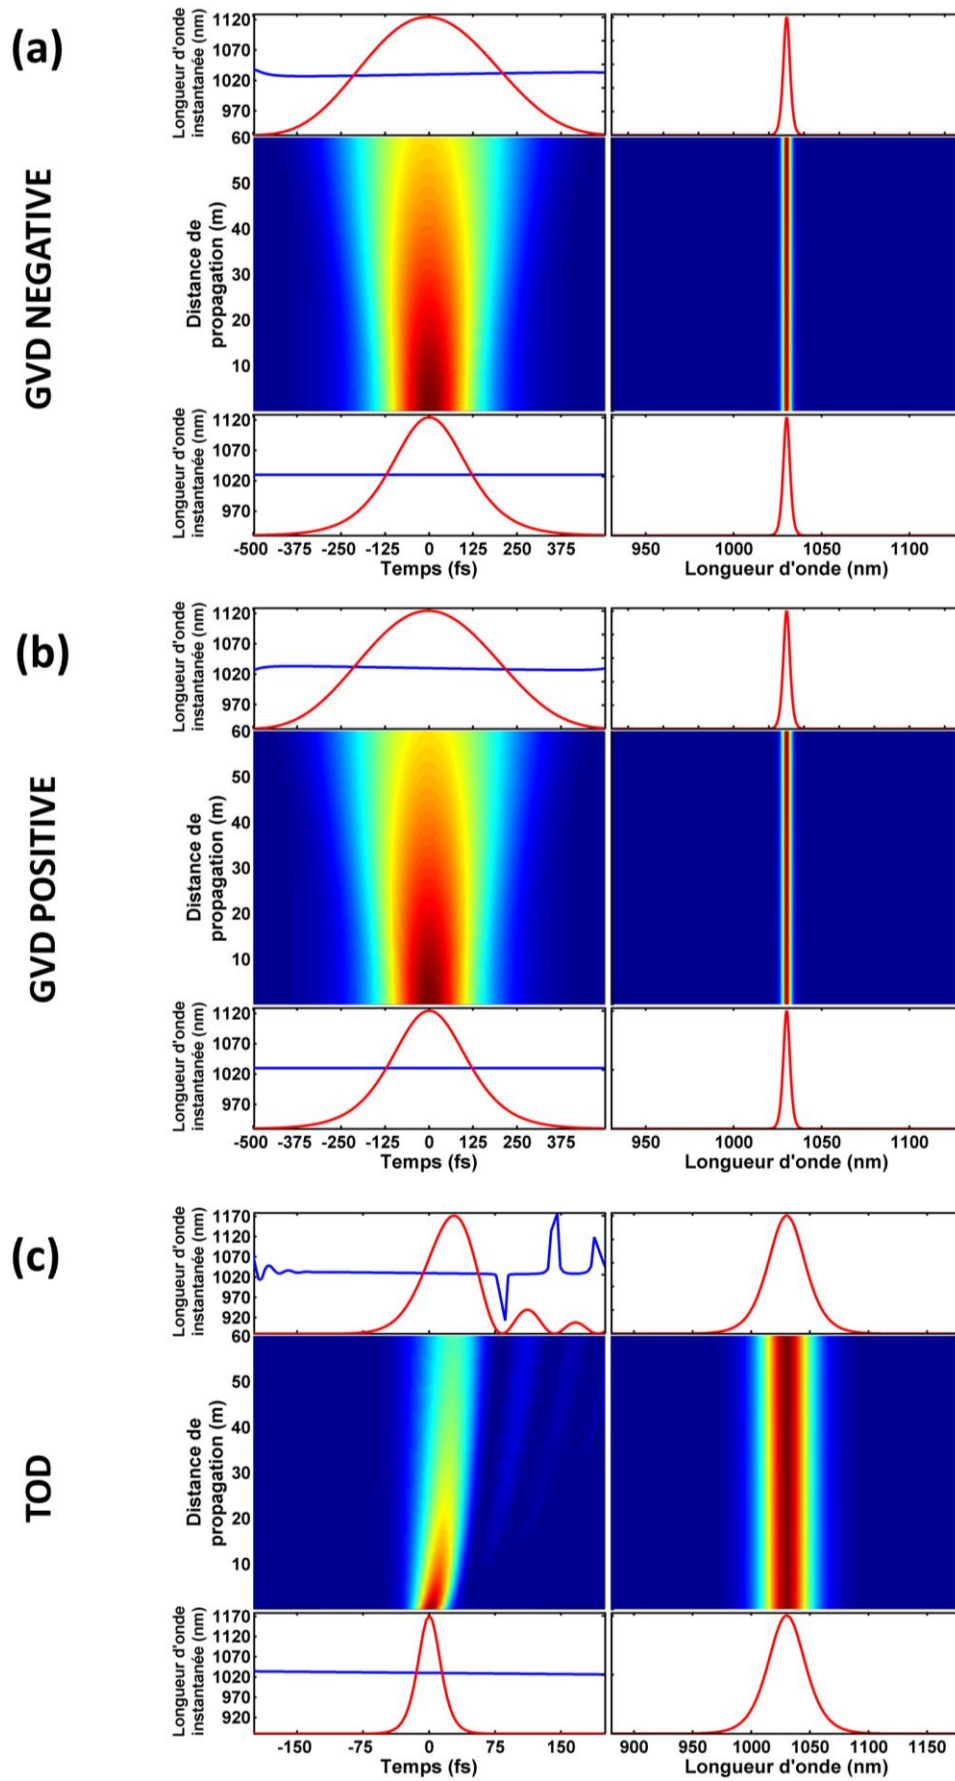 (a)
GVD NEGATIVE
Longueur d'onde
instantanée (nm)
1120
1070
1020
970
60
50
40
30
20
10
Distance de
propagation (m)
Longueur d'onde
instantanée (nm)
1120
1070
1020
970
-500 -375 -250 -125 0 125 250 375
Temps (fs)
950 1000 1050 1100
Longueur d'onde (nm)
(b)
GVD POSITIVE
Longueur d'onde
instantanée (nm)
1120
1070
1020
970
60
50
40
30
20
10
Distance de
propagation (m)
Longueur d'onde
instantanée (nm)
1120
1070
1020
970
-500 -375 -250 -125 0 125 250 375
Temps (fs)
950 1000 1050 1100
Longueur d'onde (nm)
(c)
TOD
Longueur d'onde
instantanée (nm)
1170
1120
1070
1020
970
920
60
50
40
30
20
10
Distance de
propagation (m)
Longueur d'onde
instantanée (nm)
1170
1120
1070
1020
970
920
-150 -75 0 75 150
Temps (fs)
900 950 1000 1050 1100 1150
Longueur d'onde (nm)